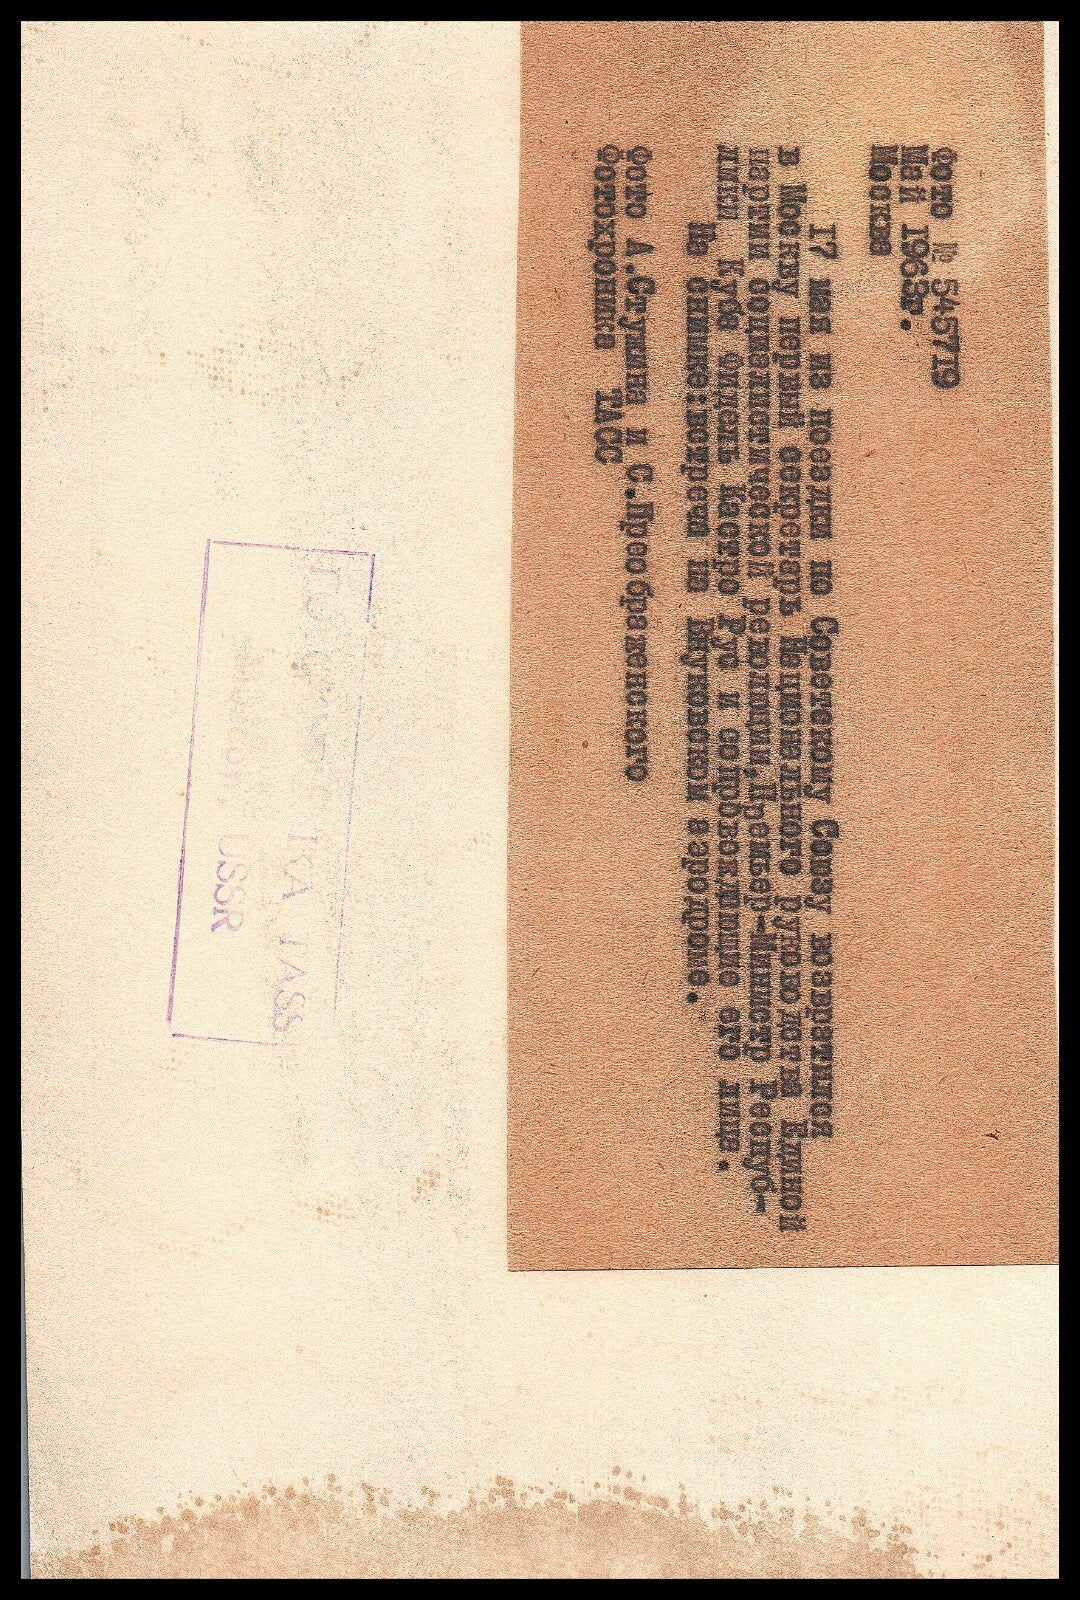 Фото № 545719
Май 1963г.
Москва
17 мая из поездки по Советскому Союзу возвратился
в Москву первый секретарь Национального руководства Единой
партии социалистической революции, Премьер-Министр Респуб-
лики Куба Фидель Кастро Рус и сопровождающие его лица.
На снимке: встреча на Внуковском аэродроме.
Фото А.Стужина и С.Преображенского
Фотохроника ТАСС
TASS
USSR